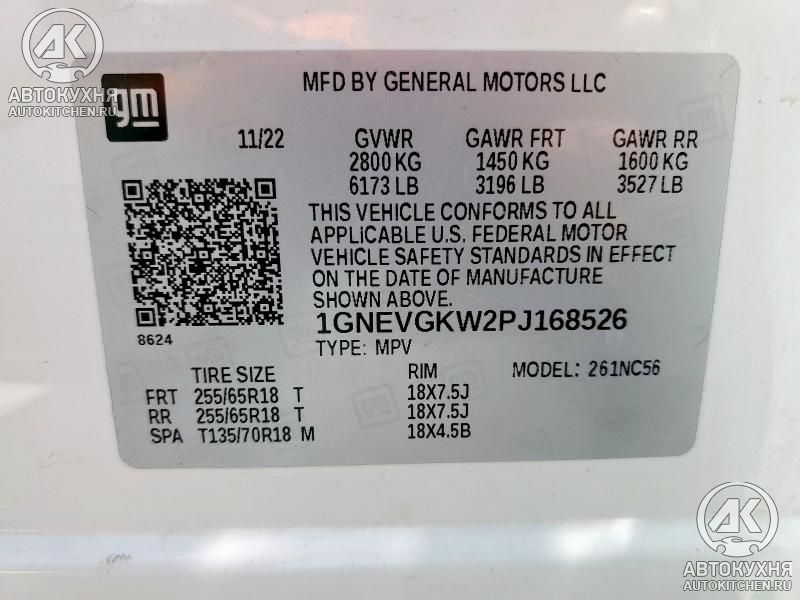 AK
АВТОКУХНЯ
AUTOKITCHEN.RU
gm
MFD BY GENERAL MOTORS LLC
11/22 GVWR GAWR FRT GAWR RR
2800 KG 1450 KG 1600 KG
6173 LB 3196 LB 3527 LB
THIS VEHICLE CONFORMS TO ALL
APPLICABLE U.S. FEDERAL MOTOR
VEHICLE SAFETY STANDARDS IN EFFECT
ON THE DATE OF MANUFACTURE
SHOWN ABOVE.
8624
1GNEVGKW2PJ168526
TYPE: MPV
TIRE SIZE RIM MODEL: 261NC56
FRT 255/65R18 T 18X7.5J
RR 255/65R18 T 18X7.5J
SPA T135/70R18 M 18X4.5B
AK
АВТОКУХНЯ
AUTOKITCHEN.RU